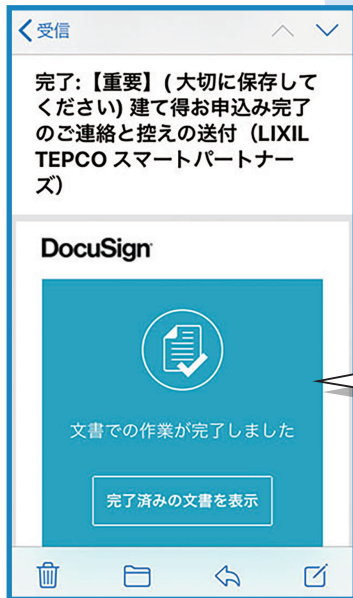 受信
完了:【重要】( 大切に保存して
ください) 建て得お申込み完了
のご連絡と控えの送付（LIXIL
TEPCO スマートパートナー
ズ）
DocuSign
文書での作業が完了しました
完了済みの文書を表示